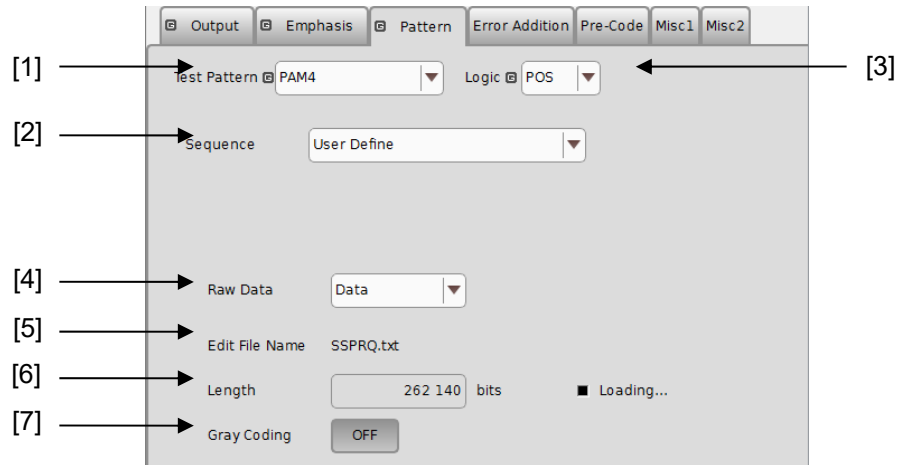 G Output G Emphasis G Pattern Error Addition Pre-Code Misc1 Misc2
[1] Test Pattern G PAM4 Logic G POS [3]
[2] Sequence User Define
[4] Raw Data Data
[5] Edit File Name SSPRQ.txt
[6] Length 262 140 bits Loading...
[7] Gray Coding OFF